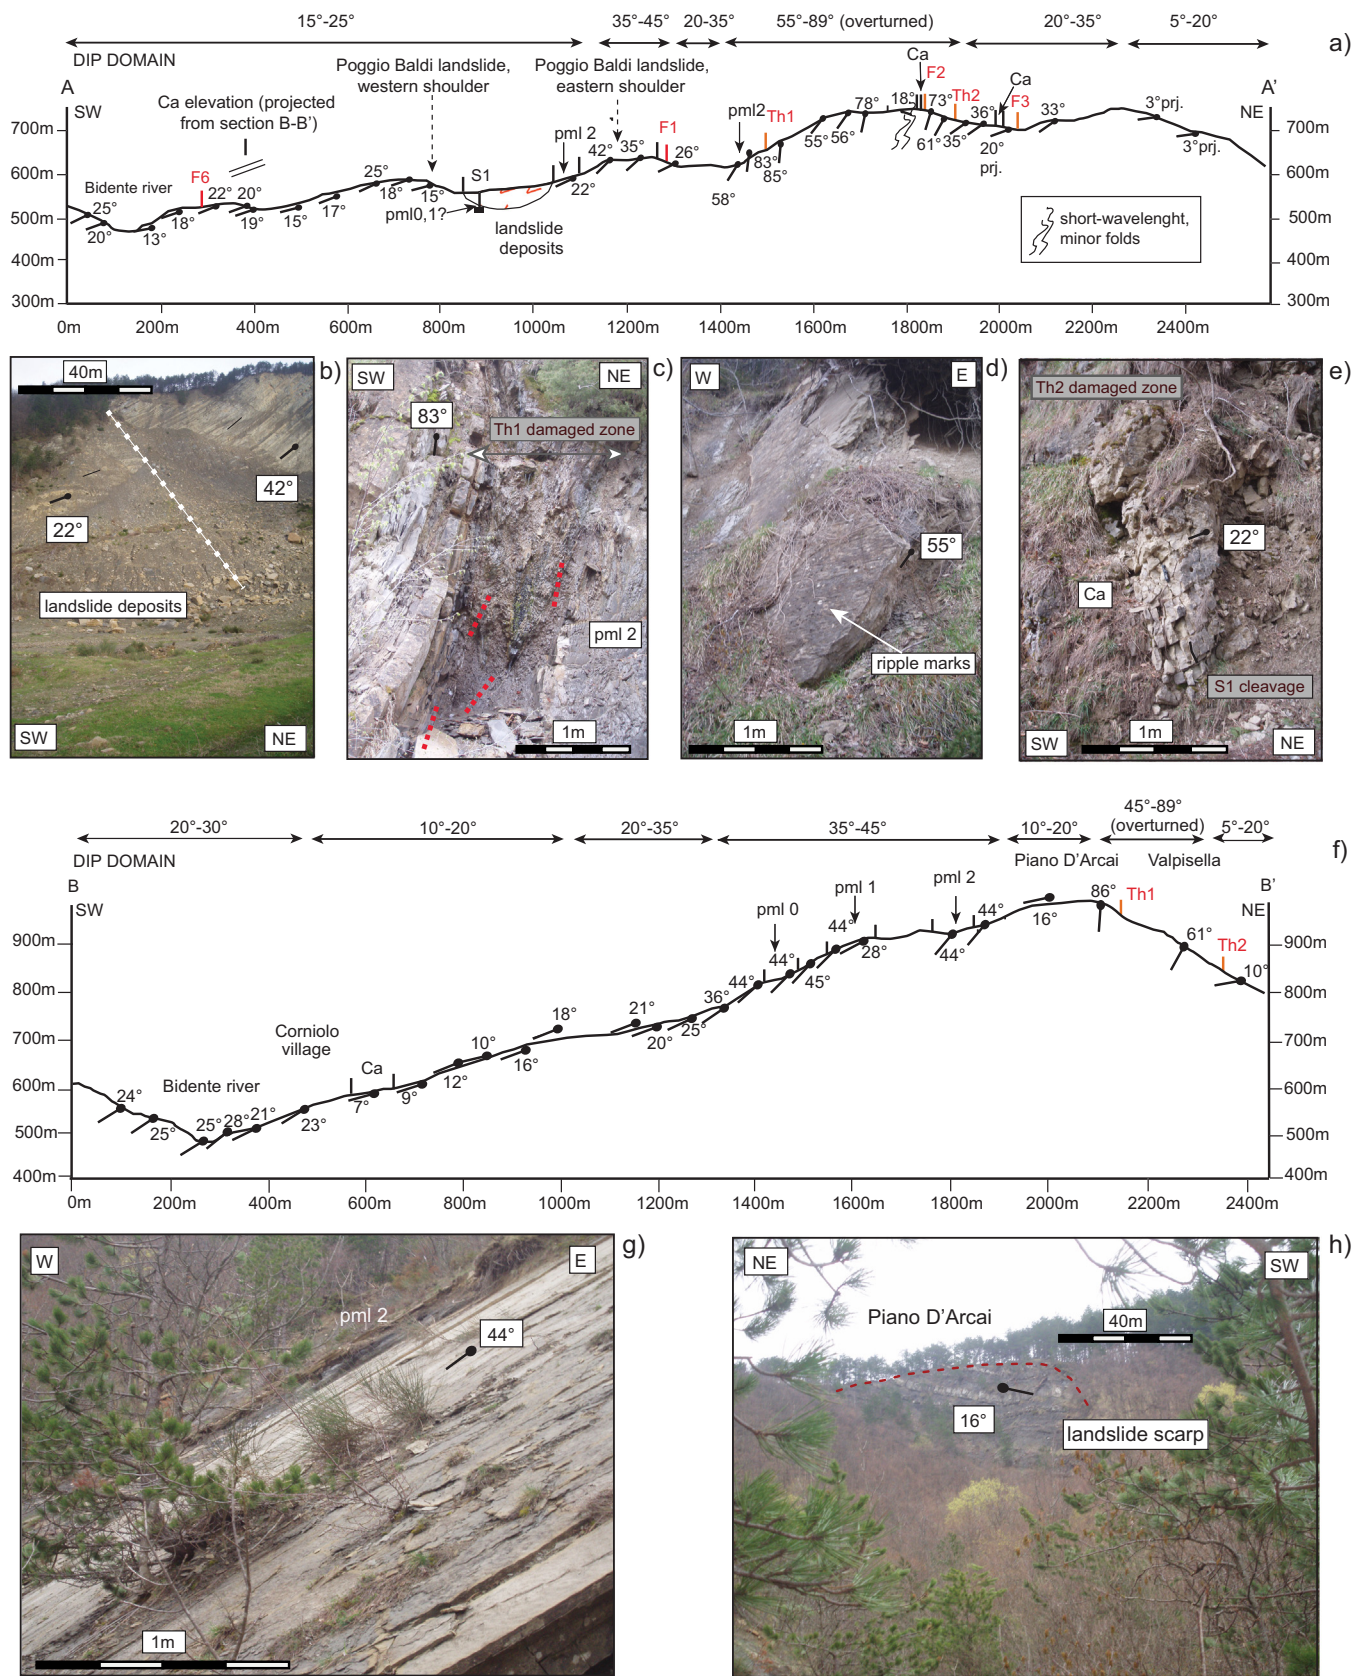 15°-25°
35°-45°
20-35°
55°-89° (overturned)
20°-35°
5°-20°
a)
DIP DOMAIN
A
SW
Ca elevation (projected
from section B-B')
Poggio Baldi landslide,
western shoulder
Poggio Baldi landslide,
eastern shoulder
Ca
F2
Ca
A'
NE
700m
600m
500m
400m
300m
Bidente river
F6
25°
20°
13°
18°
22°
20°
19°
15°
17°
25°
18°
15°
S1
pml0,1?
landslide
deposits
pml 2
22°
42°
35°
F1
26°
pml2
Th1
58°
83°
85°
55°
56°
78°
18°
73°
Th2
61°
35°
36°
F3
20°
prj.
33°
3°prj.
3°prj.
short-wavelenght,
minor folds
700m
600m
500m
400m
300m
0m
200m
400m
600m
800m
1000m
1200m
1400m
1600m
1800m
2000m
2200m
2400m
b)
40m
22°
42°
landslide deposits
SW
NE
c)
SW
NE
83°
Th1 damaged zone
pml 2
1m
d)
W
E
55°
ripple marks
1m
e)
Th2 damaged zone
22°
Ca
S1 cleavage
1m
SW
NE
20°-30°
10°-20°
20°-35°
35°-45°
10°-20°
45°-89°
(overturned)
5°-20°
f)
DIP DOMAIN
Piano D'Arcai
Valpisella
B
SW
B'
NE
900m
800m
700m
600m
500m
400m
Corniolo
village
Bidente river
24°
25°
25°
28°
21°
23°
Ca
7°
9°
12°
10°
16°
18°
21°
20°
25°
36°
44°
pml 0
44°
45°
pml 1
44°
28°
pml 2
44°
44°
16°
86°
Th1
61°
Th2
10°
900m
800m
700m
600m
500m
400m
0m
200m
400m
600m
800m
1000m
1200m
1400m
1600m
1800m
2000m
2200m
2400m
g)
W
E
pml 2
44°
1m
h)
NE
SW
Piano D'Arcai
40m
16°
landslide scarp